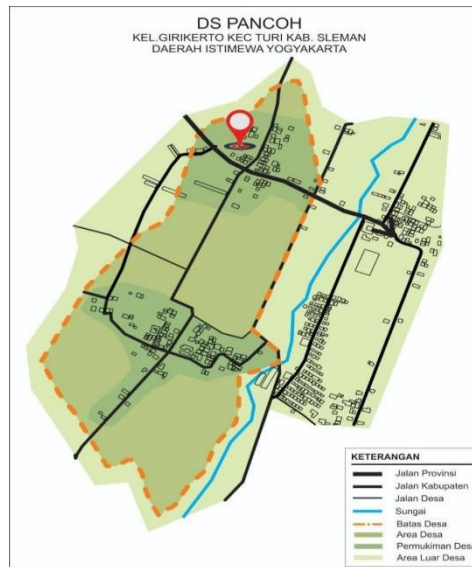 DS PANCOH
KEL.GIRIKERTO KEC TURI KAB. SLEMAN
DAERAH ISTIMEWA YOGYAKARTA
KETERANGAN
Jalan Provinsi
Jalan Kabupaten
Jalan Desa
Sungai
Batas Desa
Area Desa
Permukiman Desa
Area Luar Desa